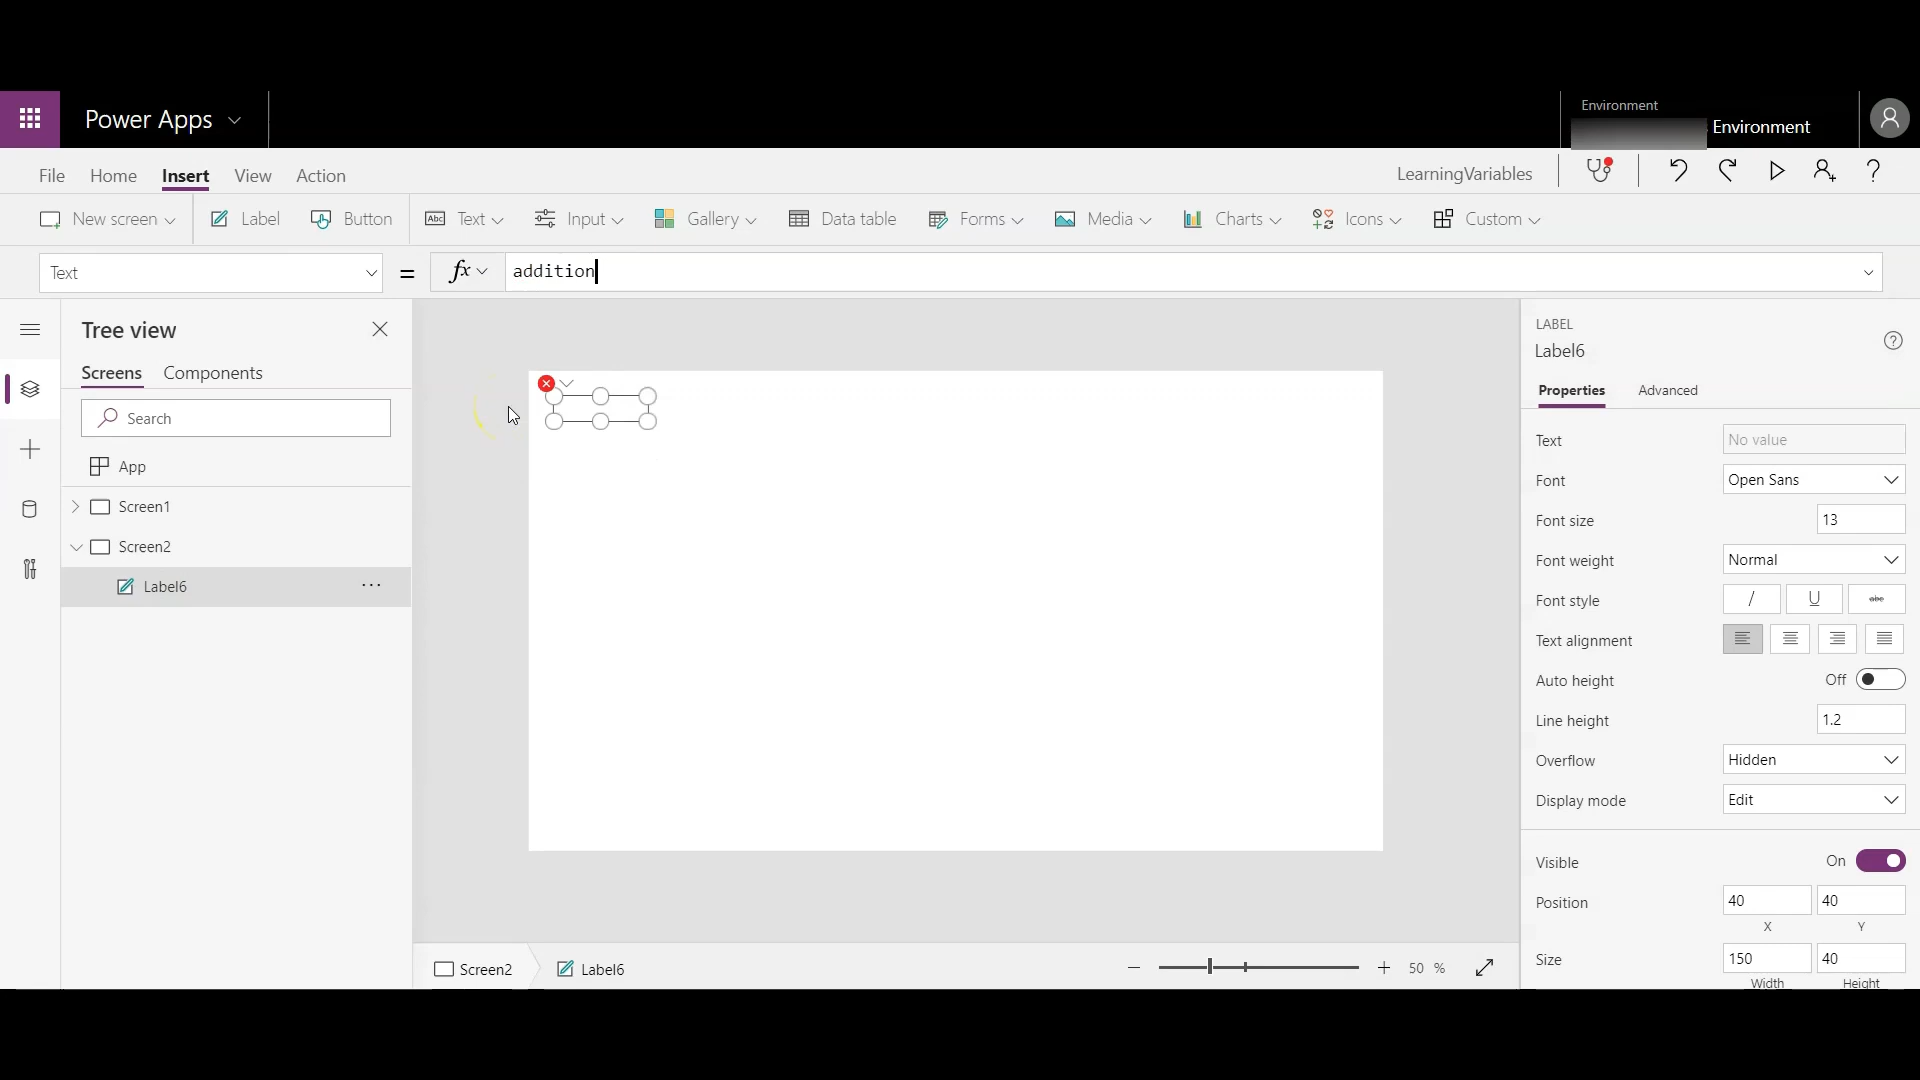 Power Apps
Environment
Environment
File Home Insert View Action
LearningVariables
New screen Label Button Text Input Gallery Data table Forms Media Charts Icons Custom
Abc
Text = fx addition
Tree view
Screens Components
Search
App
Screen1
Screen2
Label6 ...
LABEL
Label6
Properties Advanced
Text No value
Font Open Sans
Font size 13
Font weight Normal
Font style / U abc
Text alignment
Auto height Off
Line height 1.2
Overflow Hidden
Display mode Edit
Visible On
Position 40 40
X Y
Size 150 40
Width Height
Screen2 Label6 50 %